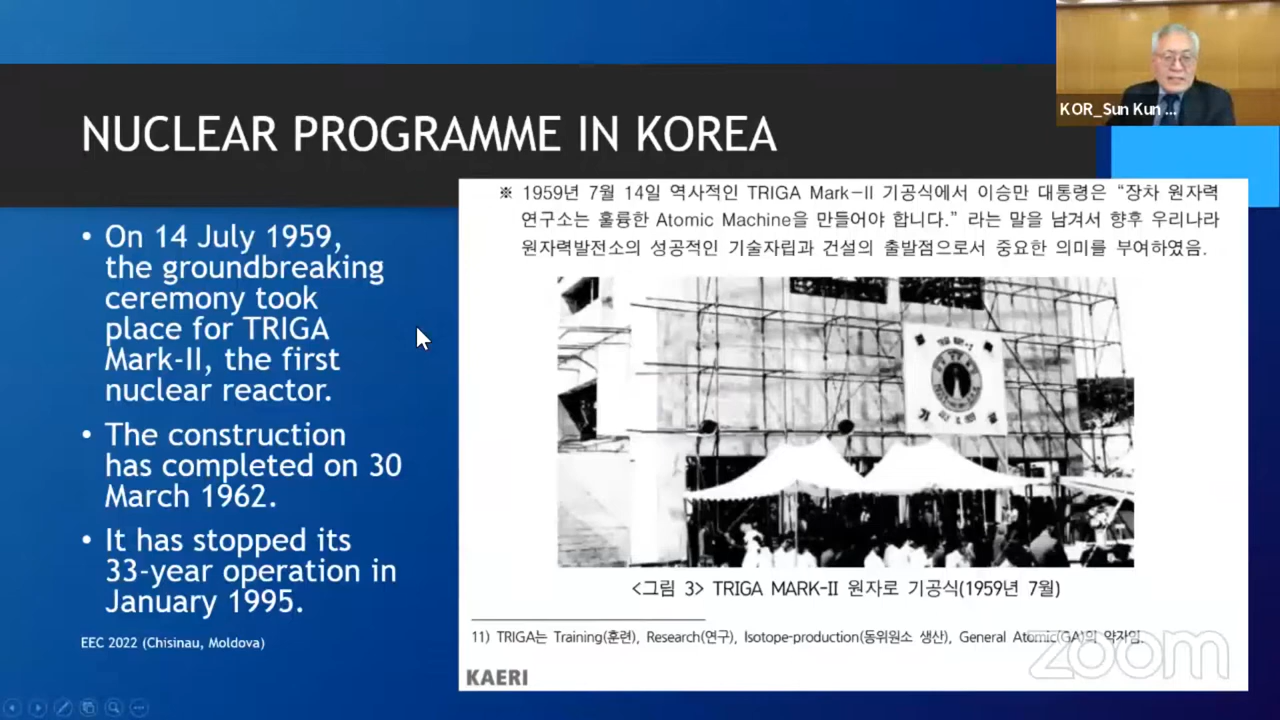 KOR_Sun Kun ...
NUCLEAR PROGRAMME IN KOREA
• On 14 July 1959,
the groundbreaking
ceremony took
place for TRIGA
Mark-II, the first
nuclear reactor.
• The construction
has completed on 30
March 1962.
• It has stopped its
33-year operation in
January 1995.
EEC 2022 (Chisinau, Moldova)
※ 1959년 7월 14일 역사적인 TRIGA Mark-II 기공식에서 이승만 대통령은 “장차 원자력
연구소는 훌륭한 Atomic Machine을 만들어야 합니다.” 라는 말을 남겨서 향후 우리나라
원자력발전소의 성공적인 기술자립과 건설의 출발점으로서 중요한 의미를 부여하였음.
<그림 3> TRIGA MARK-II 원자로 기공식(1959년 7월)
11) TRIGA는 Training(훈련), Research(연구), Isotope-production(동위원소 생산), General Atomic(GA)의 약자임.
KAERI
zoom